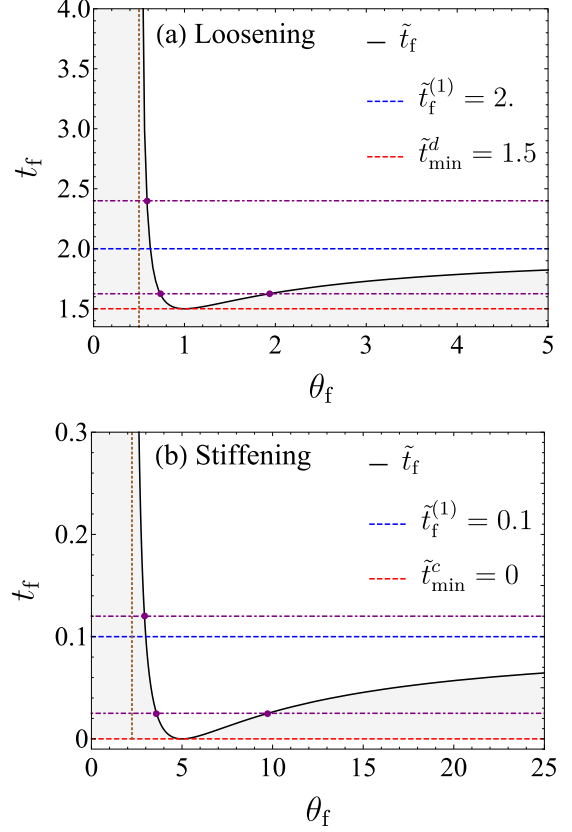 (a) Loosening
t̃_f
t̃_f^(1) = 2.
t̃_min^d = 1.5
4.0
3.5
3.0
2.5
2.0
1.5
t_f
0 1 2 3 4 5
θ_f
(b) Stiffening
t̃_f
t̃_f^(1) = 0.1
t̃_min^c = 0
0.3
0.2
0.1
0
t_f
0 5 10 15 20 25
θ_f